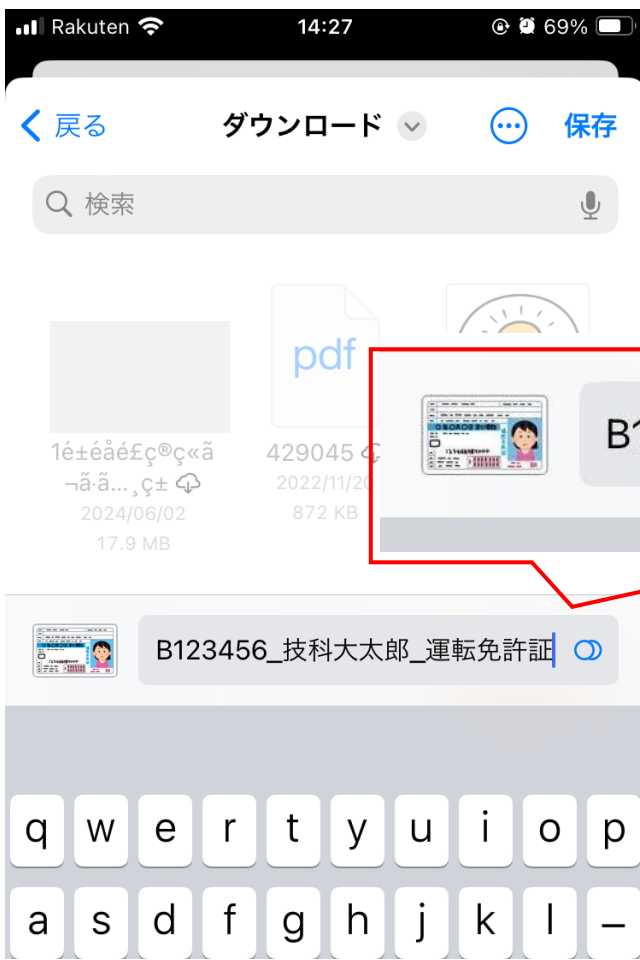 Rakuten 14:27 69%
戻る ダウンロード 保存
検索
pdf
1é±éåé£ç®ç«ã
¬ã·ã…¸ç±
2024/06/02
17.9 MB
429045
2022/11/20
872 KB
B1
B123456_技科大太郎_運転免許証
q w e r t y u i o p
a s d f g h j k l –